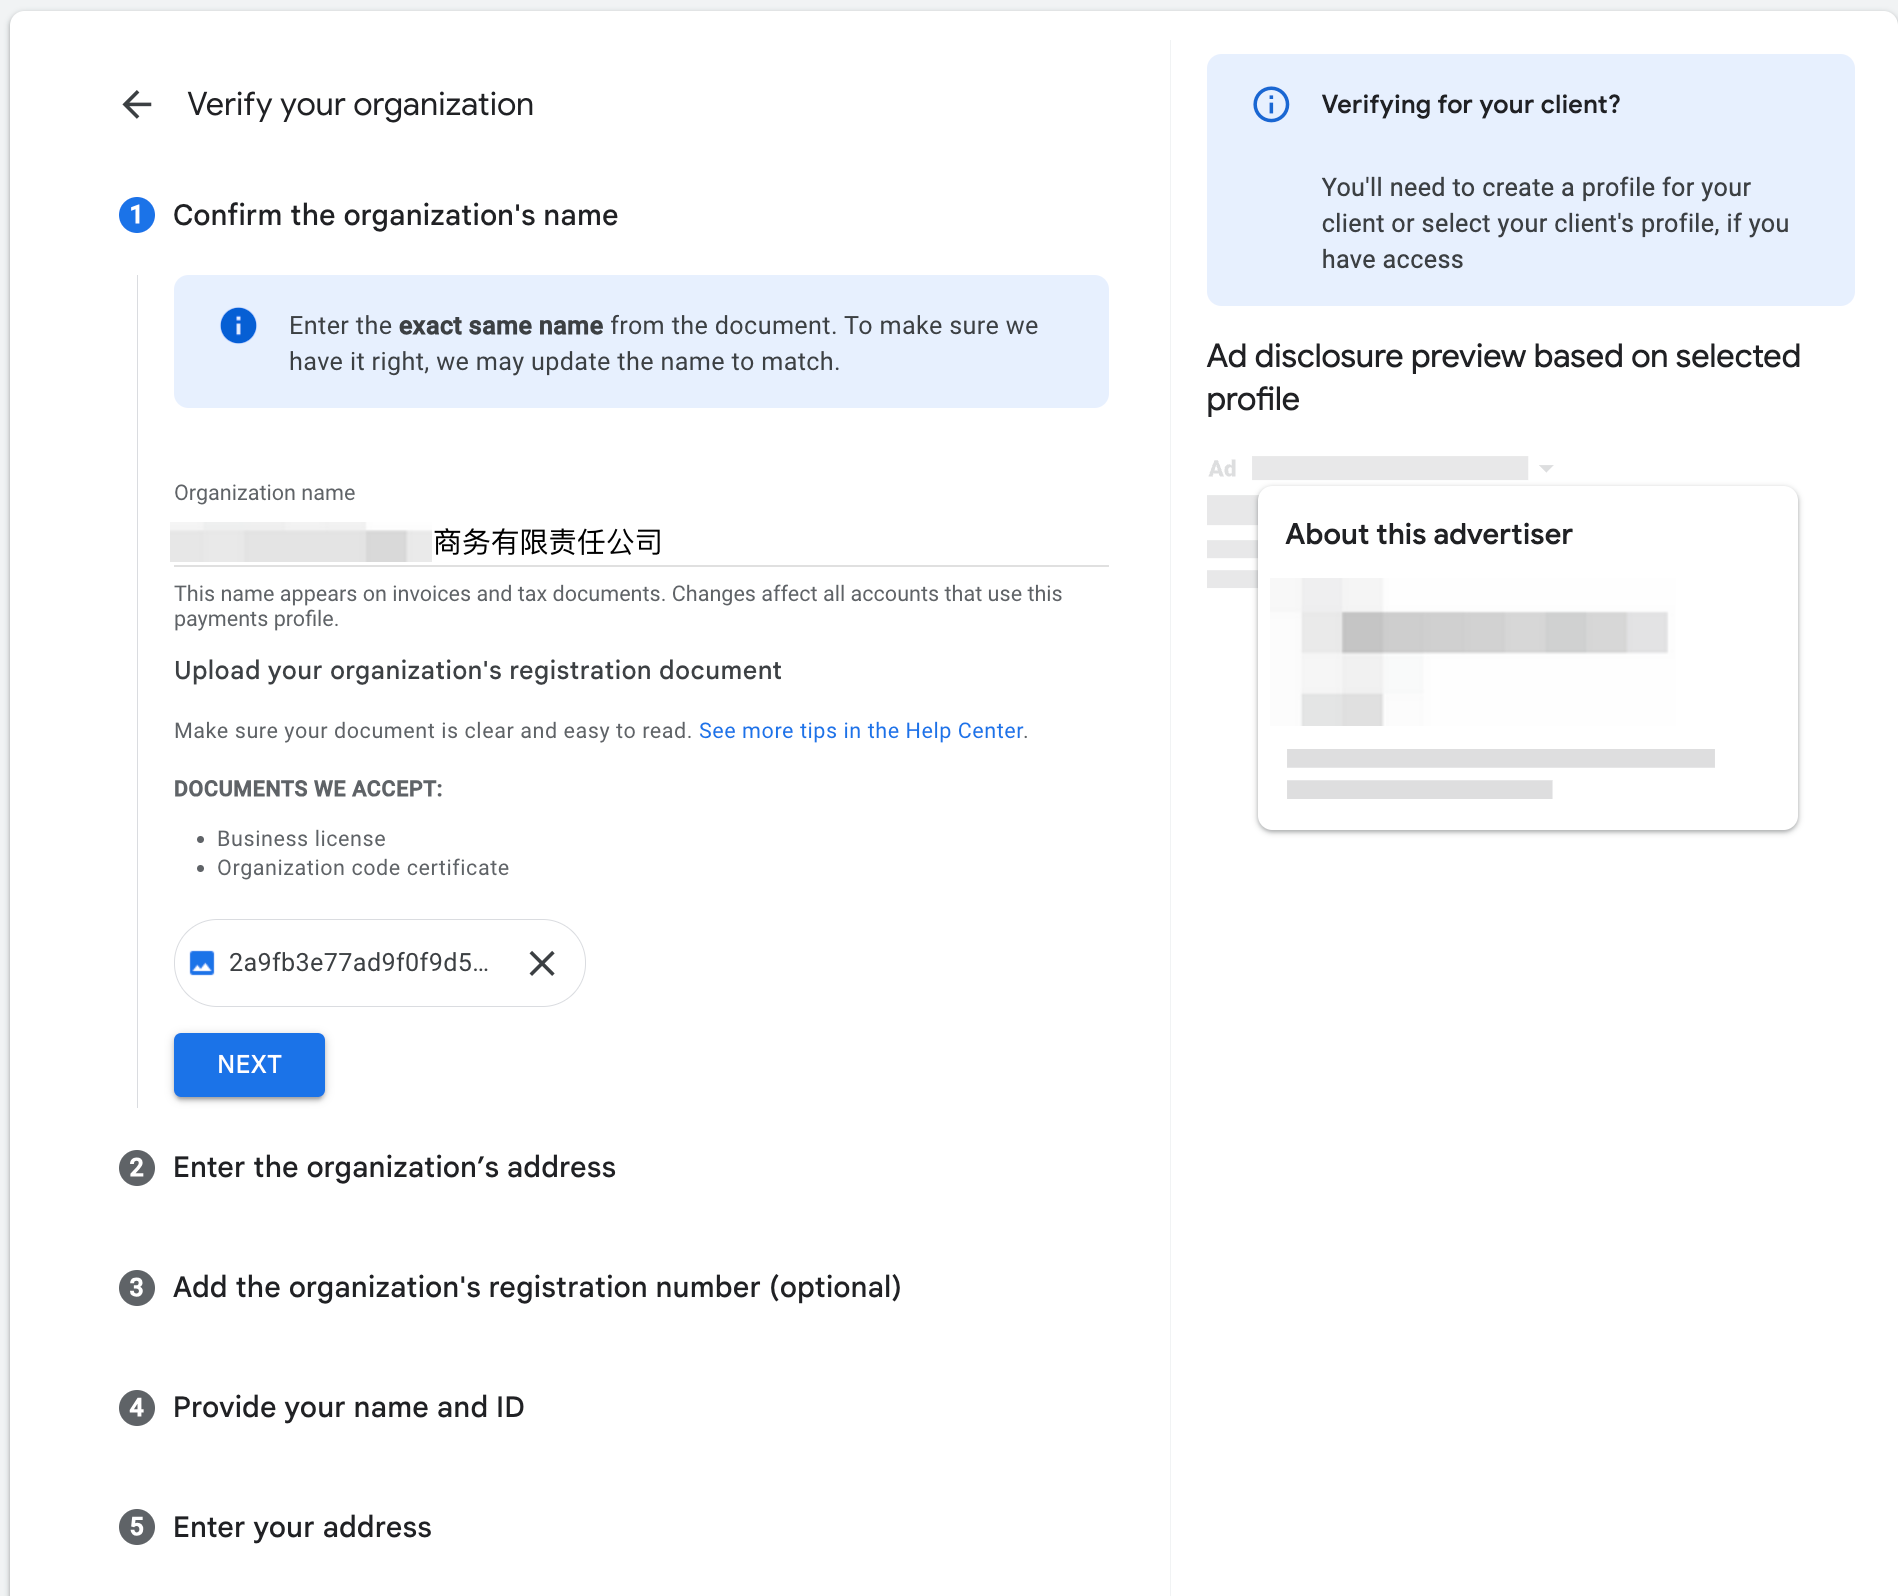 Verify your organization
1 Confirm the organization's name
Enter the exact same name from the document. To make sure we
have it right, we may update the name to match.
Organization name
商务有限责任公司
This name appears on invoices and tax documents. Changes affect all accounts that use this
payments profile.
Upload your organization's registration document
Make sure your document is clear and easy to read. See more tips in the Help Center.
DOCUMENTS WE ACCEPT:
• Business license
• Organization code certificate
2a9fb3e77ad9f0f9d5...
NEXT
2 Enter the organization’s address
3 Add the organization's registration number (optional)
4 Provide your name and ID
5 Enter your address
Verifying for your client?
You'll need to create a profile for your
client or select your client's profile, if you
have access
Ad disclosure preview based on selected
profile
Ad
About this advertiser